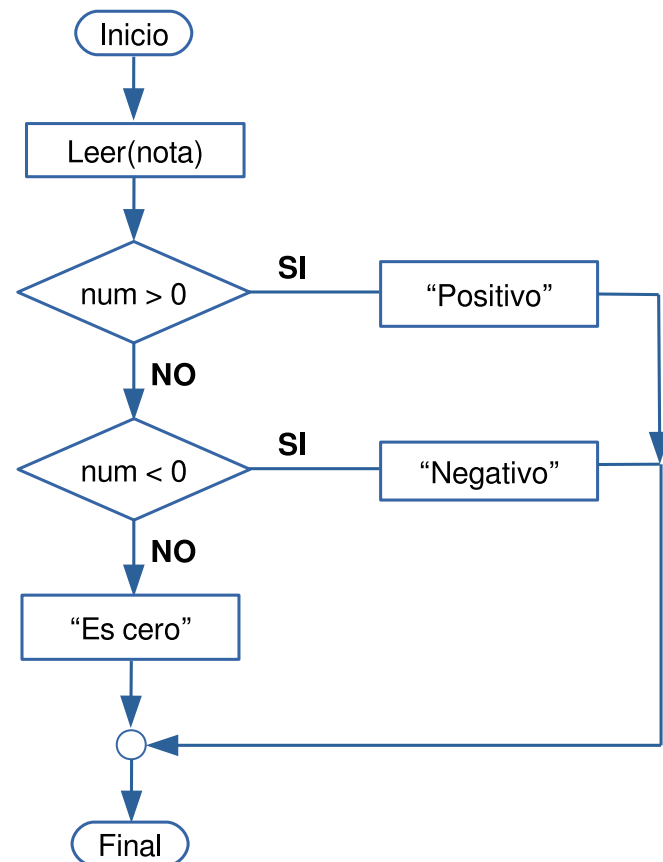 Inicio
Leer(nota)
num > 0
SI
“Positivo”
NO
num < 0
SI
“Negativo”
NO
“Es cero”
Final